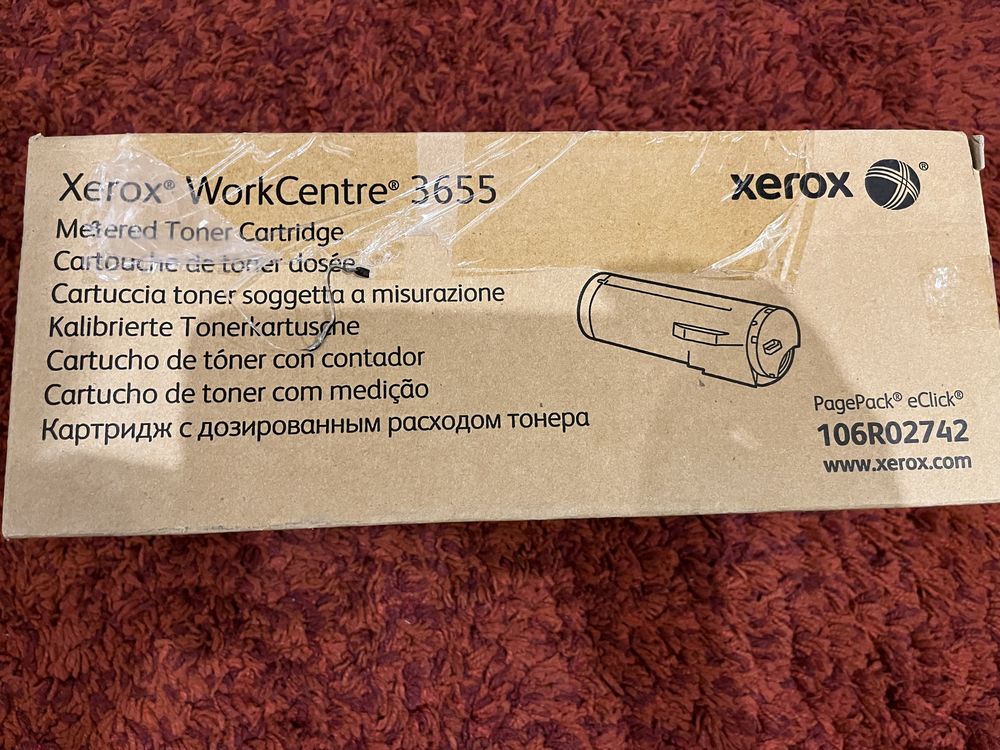 Xerox® WorkCentre® 3655
Metered Toner Cartridge
Cartouche de toner dosée
Cartuccia toner soggetta a misurazione
Kalibrierte Tonerkartusche
Cartucho de tóner con contador
Cartucho de toner com medição
Картридж с дозированным расходом тонера
xerox ®
PagePack® eClick®
106R02742
www.xerox.com